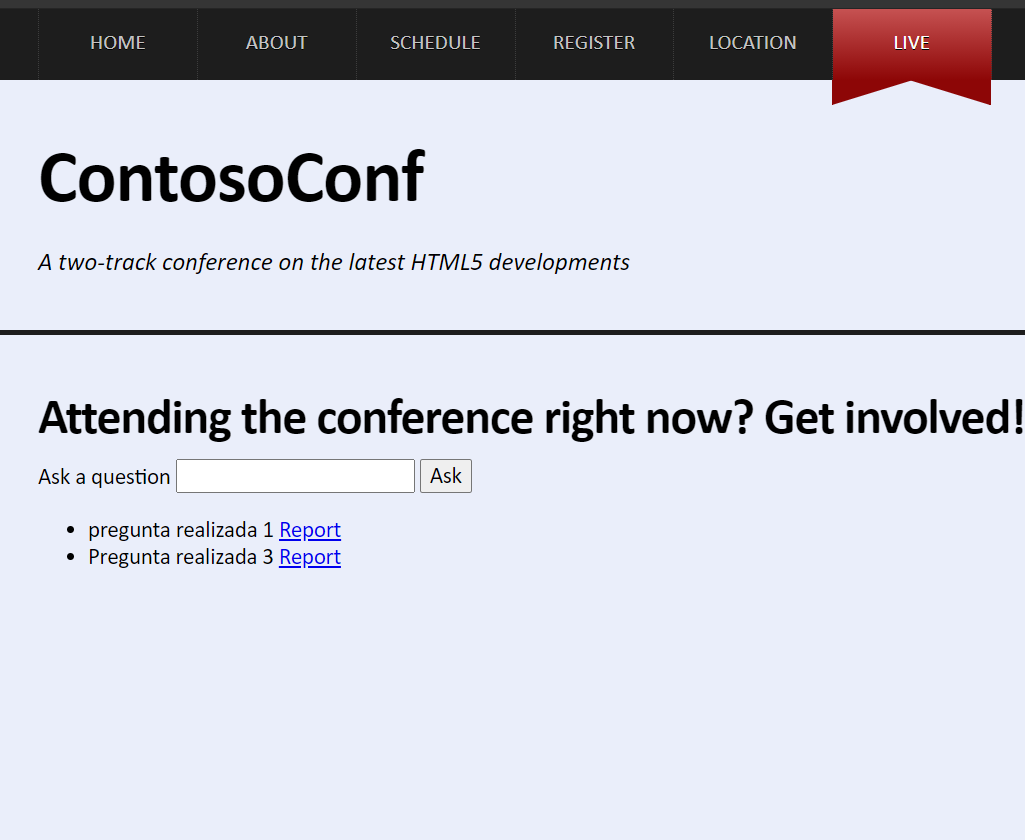 HOME ABOUT SCHEDULE REGISTER LOCATION LIVE
ContosoConf
A two-track conference on the latest HTML5 developments
Attending the conference right now? Get involved!
Ask a question Ask
pregunta realizada 1 Report
Pregunta realizada 3 Report